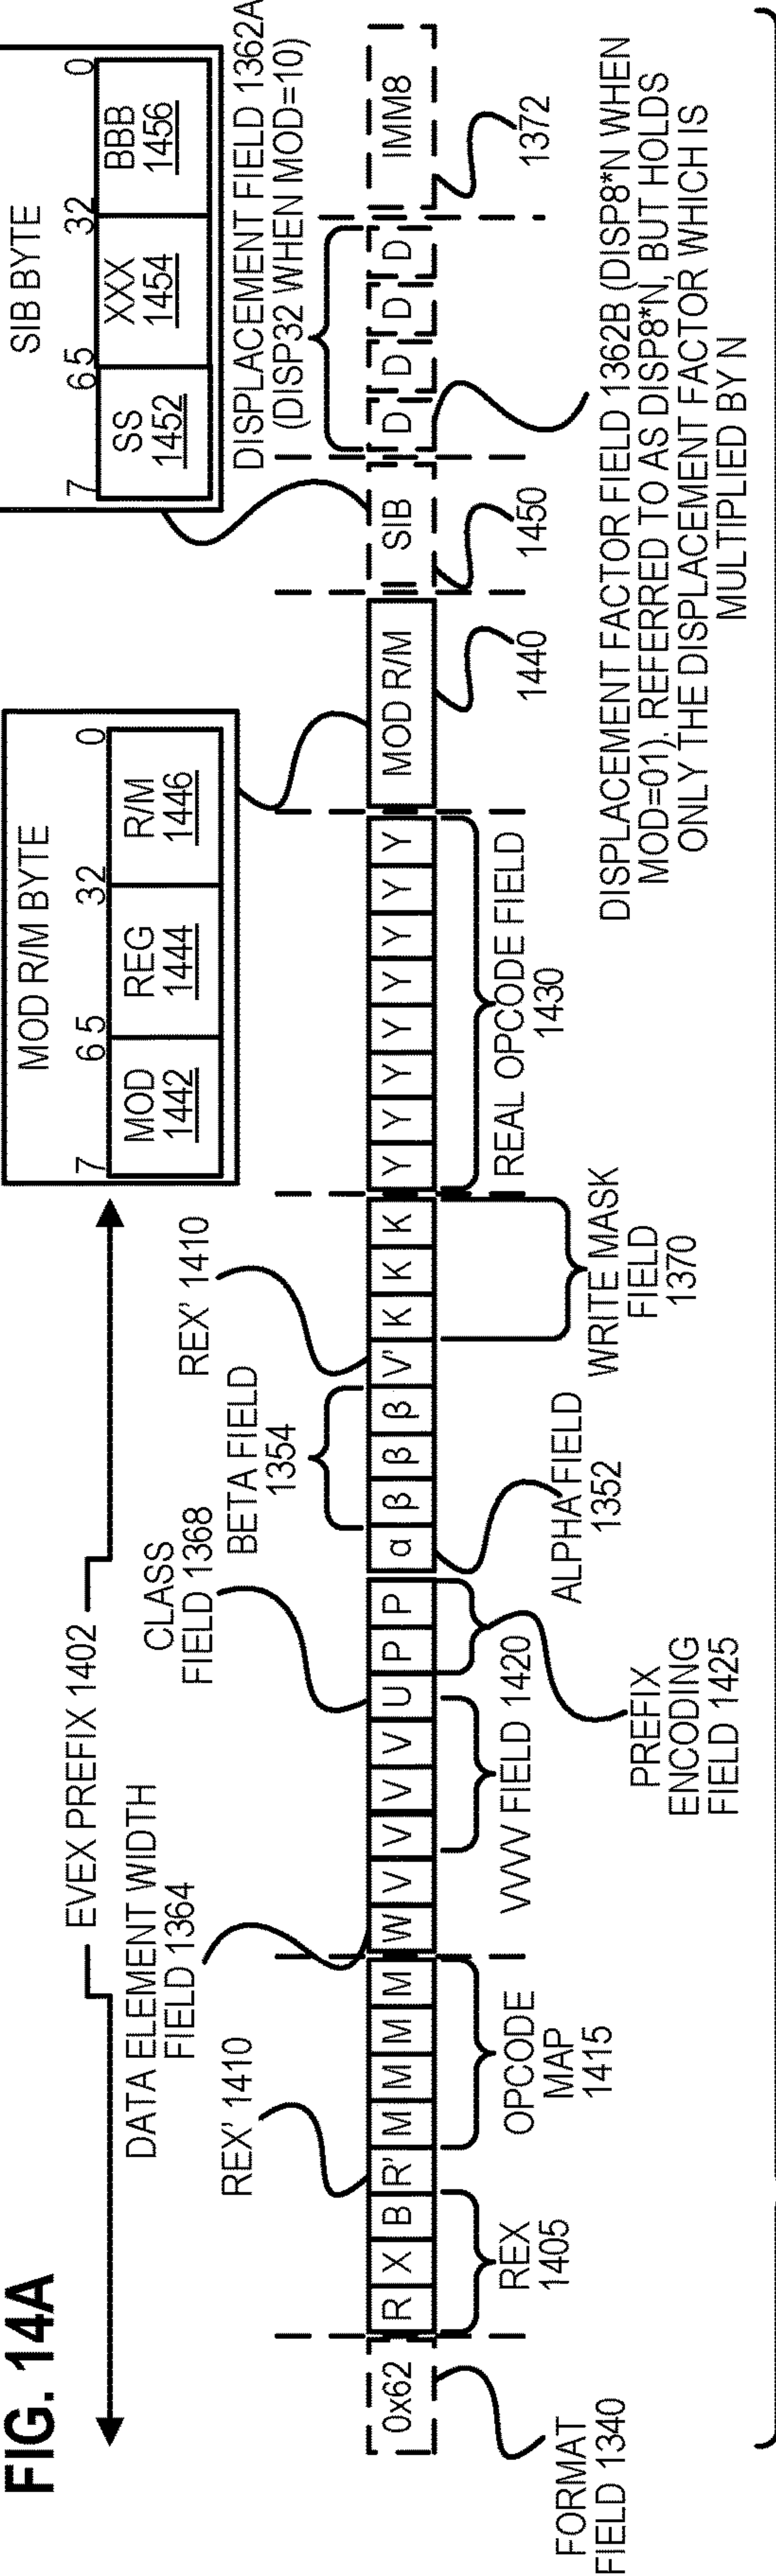 FIG. 14A
EVEX PREFIX 1402
MOD R/M BYTE
7
6 5
3 2
0
MOD
1442
REG
1444
R/M
1446
SIB BYTE
7
6 5
3 2
0
SS
1452
XXX
1454
BBB
1456
DATA ELEMENT WIDTH
FIELD 1364
CLASS
FIELD 1368
REX' 1410
BETA FIELD
1354
REX' 1410
DISPLACEMENT FIELD 1362A
(DISP32 WHEN MOD=10)
0x62 R X B R' M M M M W V V V V U P P α β β β V' K K K Y Y Y Y Y Y Y Y MOD R/M SIB D D D D IMM8
FORMAT
FIELD 1340
REX
1405
OPCODE
MAP
1415
VVVV FIELD 1420
PREFIX
ENCODING
FIELD 1425
ALPHA FIELD
1352
WRITE MASK
FIELD
1370
REAL OPCODE FIELD
1430
1440
1450
1372
DISPLACEMENT FACTOR FIELD 1362B (DISP8*N WHEN
MOD=01). REFERRED TO AS DISP8*N, BUT HOLDS
ONLY THE DISPLACEMENT FACTOR WHICH IS
MULTIPLIED BY N